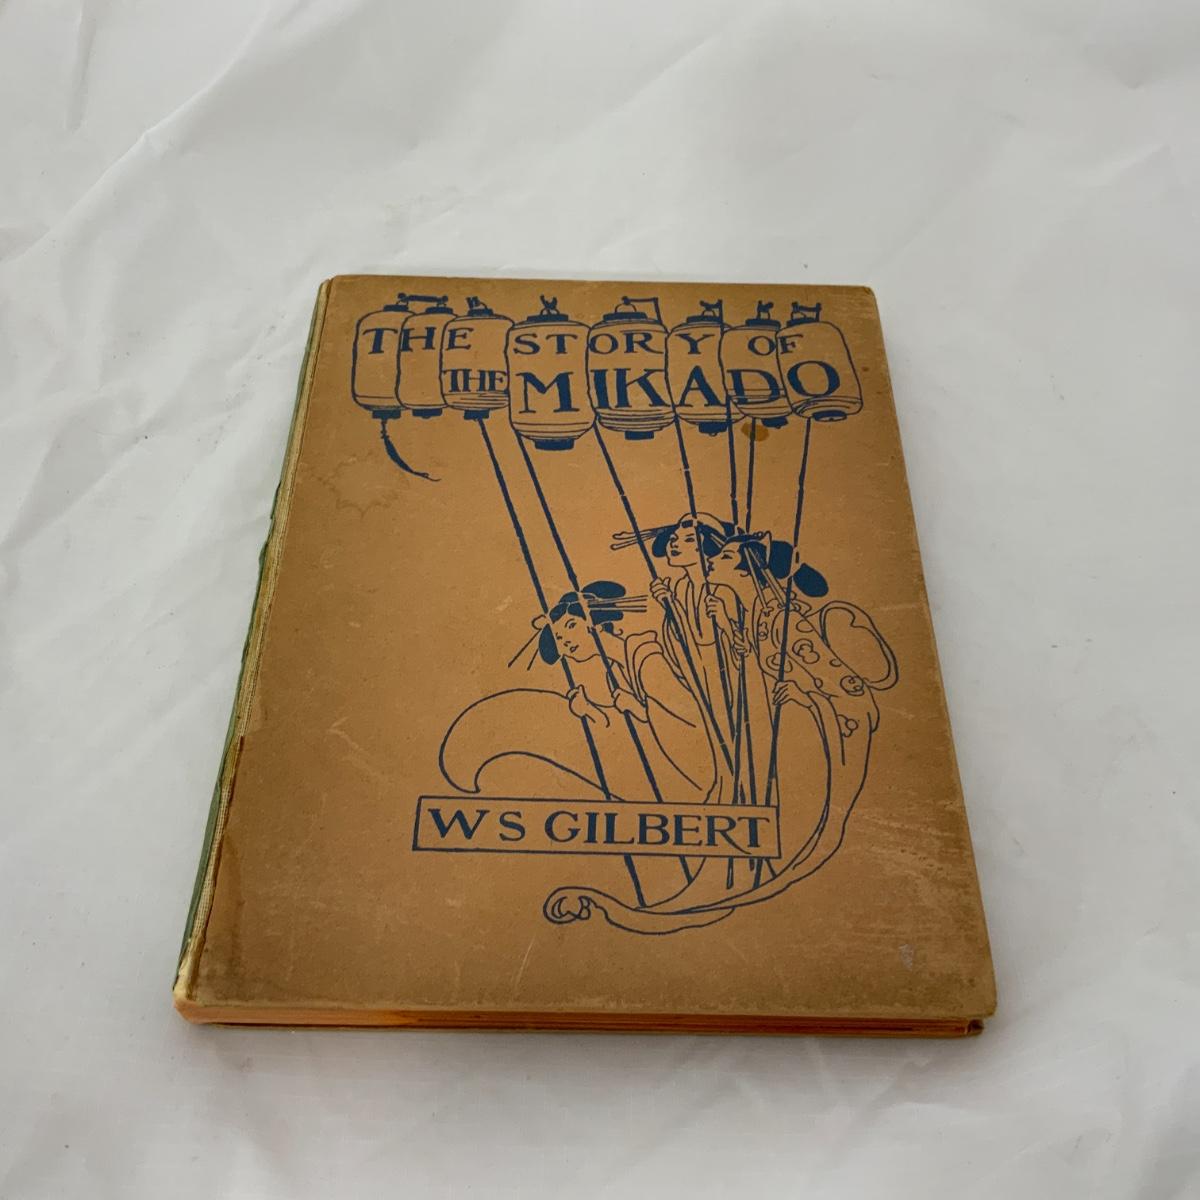 THE STORY OF
THE MIKADO
W S GILBERT